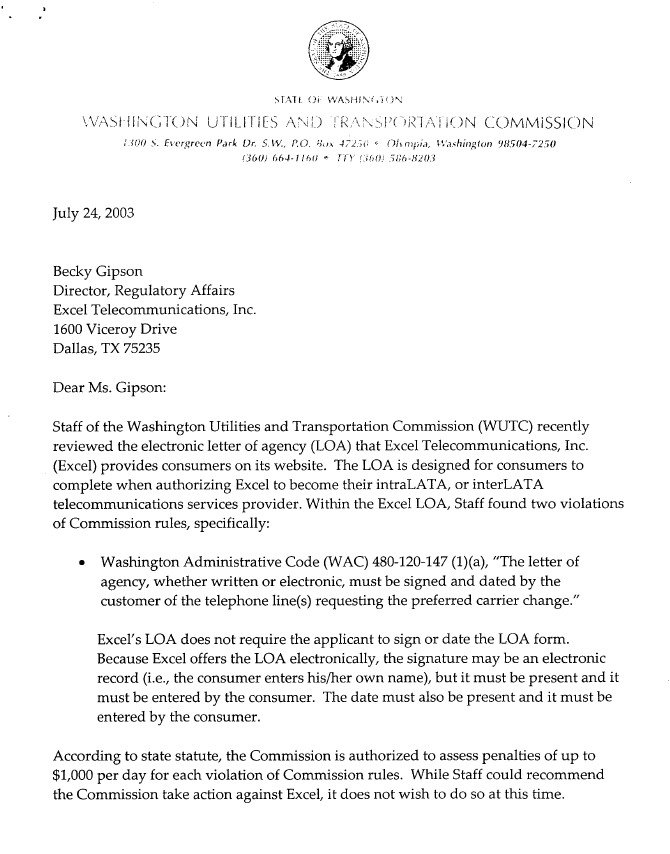 STATE OF WASHINGTON
WASHINGTON UTILITIES AND TRANSPORTATION COMMISSION
1300 S. Evergreen Park Dr. S.W., P.O. Box 47250 • Olympia, Washington 98504-7250
(360) 664-1160 • TTY (360) 586-8203
July 24, 2003
Becky Gipson
Director, Regulatory Affairs
Excel Telecommunications, Inc.
1600 Viceroy Drive
Dallas, TX 75235
Dear Ms. Gipson:
Staff of the Washington Utilities and Transportation Commission (WUTC) recently
reviewed the electronic letter of agency (LOA) that Excel Telecommunications, Inc.
(Excel) provides consumers on its website. The LOA is designed for consumers to
complete when authorizing Excel to become their intraLATA, or interLATA
telecommunications services provider. Within the Excel LOA, Staff found two violations
of Commission rules, specifically:
• Washington Administrative Code (WAC) 480-120-147 (1)(a), "The letter of
agency, whether written or electronic, must be signed and dated by the
customer of the telephone line(s) requesting the preferred carrier change."
Excel's LOA does not require the applicant to sign or date the LOA form.
Because Excel offers the LOA electronically, the signature may be an electronic
record (i.e., the consumer enters his/her own name), but it must be present and it
must be entered by the consumer. The date must also be present and it must be
entered by the consumer.
According to state statute, the Commission is authorized to assess penalties of up to
$1,000 per day for each violation of Commission rules. While Staff could recommend
the Commission take action against Excel, it does not wish to do so at this time.